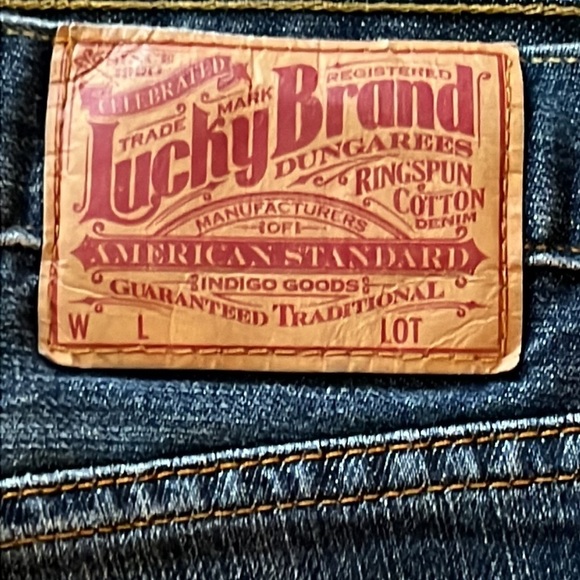 CELEBRATED
REGISTERED
TRADE MARK
Lucky Brand
DUNGAREES
RINGSPUN
COTTON
DENIM
MANUFACTURERS
OF
AMERICAN STANDARD
INDIGO GOODS
GUARANTEED TRADITIONAL
W L LOT